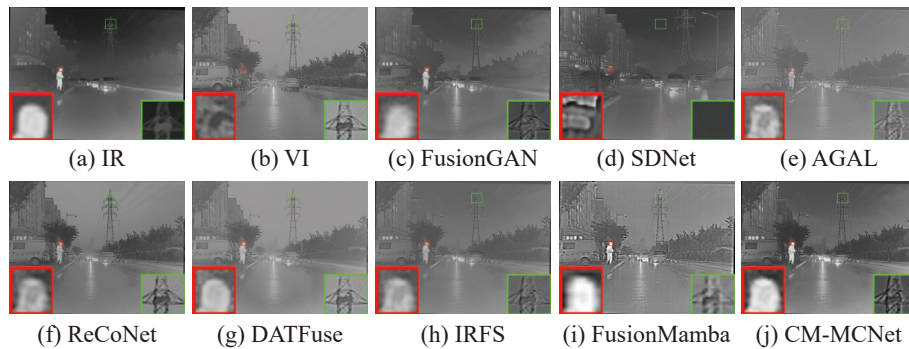 (a) IR (b) VI (c) FusionGAN (d) SDNet (e) AGAL
(f) ReCoNet (g) DATFuse (h) IRFS (i) FusionMamba (j) CM-MCNet